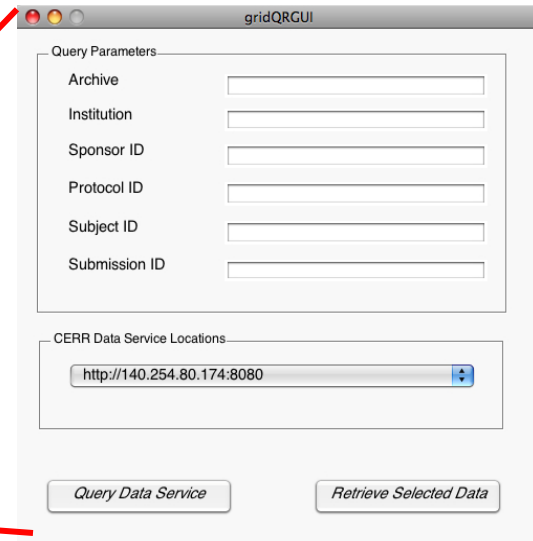 gridQRGUI
Query Parameters
Archive
Institution
Sponsor ID
Protocol ID
Subject ID
Submission ID
CERR Data Service Locations
http://140.254.80.174:8080
Query Data Service
Retrieve Selected Data